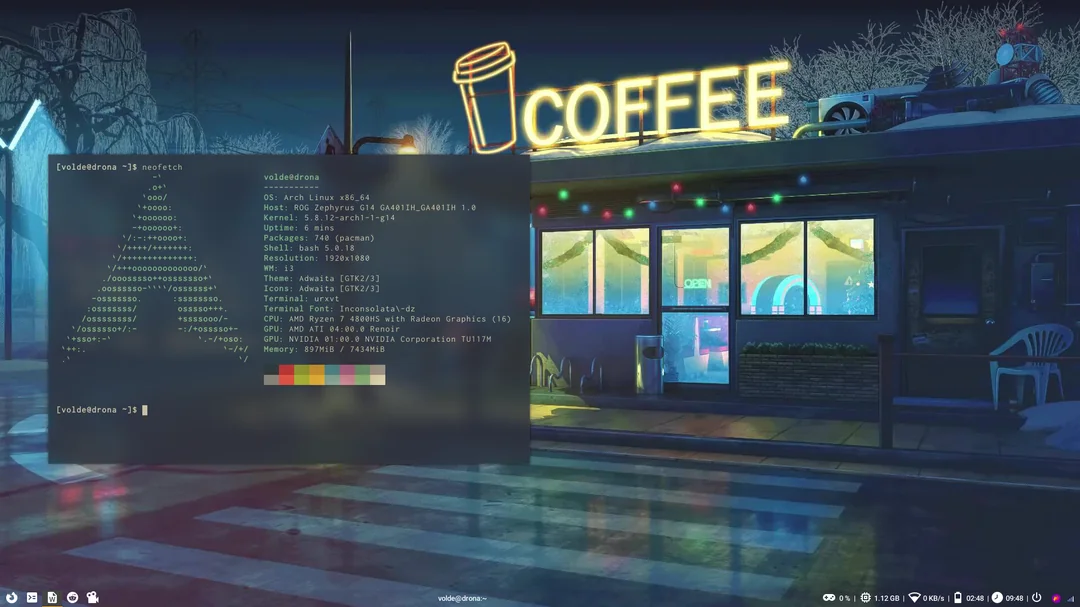 COFFEE
[volde@drona ~]$ neofetch
volde@drona
-----------
OS: Arch Linux x86_64
Host: ROG Zephyrus G14 GA401IH_GA401IH 1.0
Kernel: 5.8.12-arch1-1-g14
Uptime: 6 mins
Packages: 740 (pacman)
Shell: bash 5.0.18
Resolution: 1920x1080
WM: i3
Theme: Adwaita [GTK2/3]
Icons: Adwaita [GTK2/3]
Terminal: urxvt
Terminal Font: Inconsolata\-dz
CPU: AMD Ryzen 7 4800HS with Radeon Graphics (16)
GPU: AMD ATI 04:00.0 Renoir
GPU: NVIDIA 01:00.0 NVIDIA Corporation TU117M
Memory: 897MiB / 7434MiB
[volde@drona ~]$
OPEN
volde@drona:~
0 % | 1.12 GB | 0 KB/s | 02:48 | 09:48 |